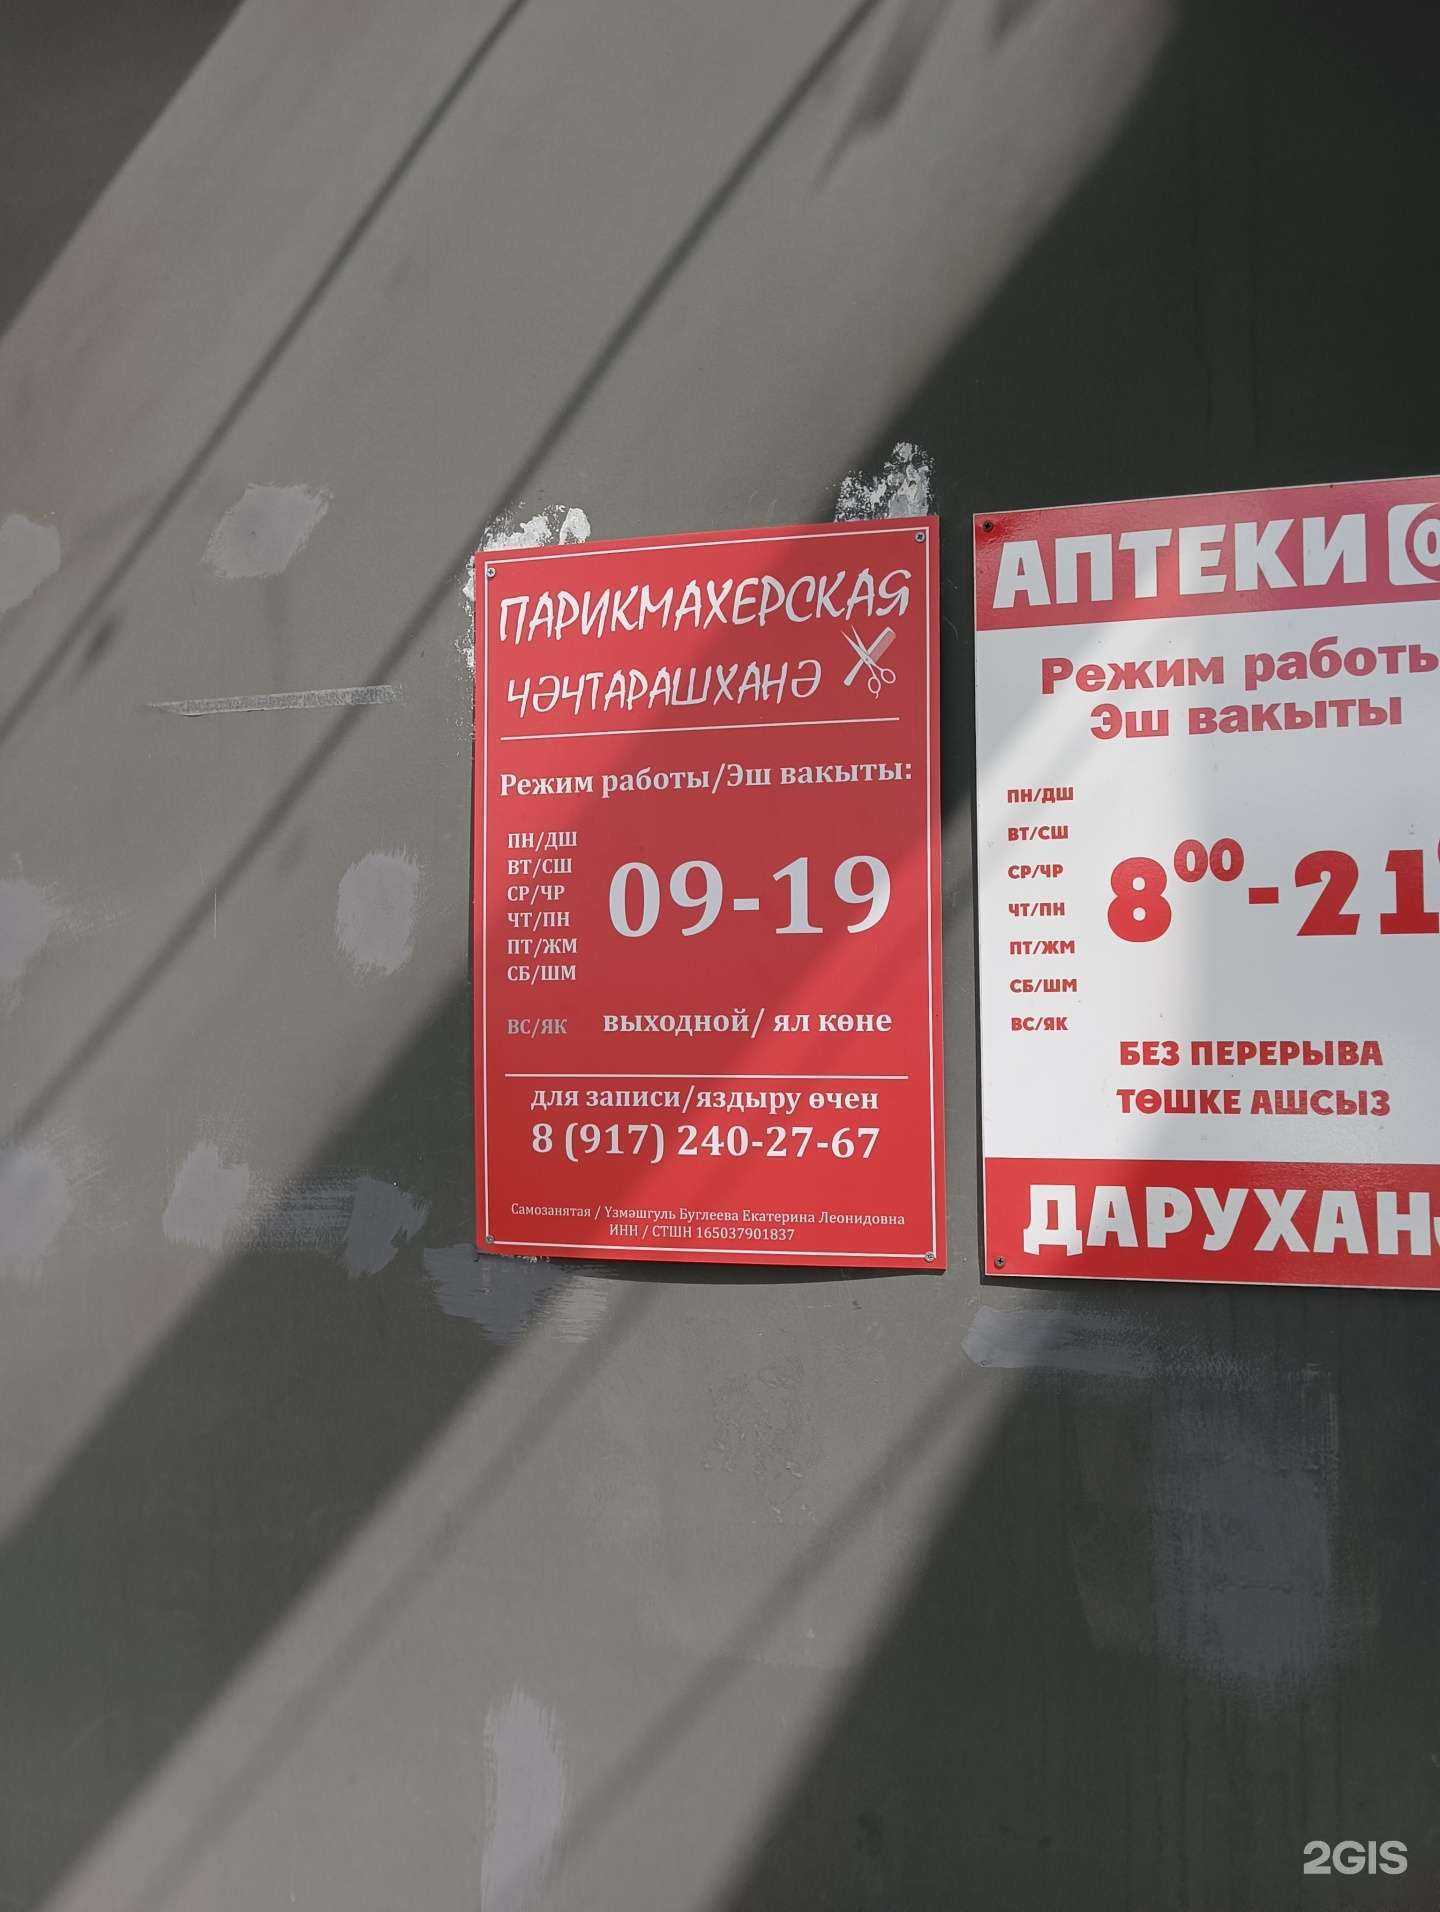 ПАРИКМАХЕРСКАЯ
ЧӘЧТАРАШХАНӘ
Режим работы/Эш вакыты:
ПН/ДШ
ВТ/СШ
СР/ЧР
ЧТ/ПН
ПТ/ЖМ
СБ/ШМ
09-19
ВС/ЯК выходной/ ял көне
для записи/яздыру өчен
8 (917) 240-27-67
Самозанятая / Үзмәшгуль Буглеева Екатерина Леонидовна
ИНН / СТШН 165037901837
АПТЕКИ
Режим работы
Эш вакыты
ПН/ДШ
ВТ/СШ
СР/ЧР
ЧТ/ПН
ПТ/ЖМ
СБ/ШМ
ВС/ЯК
8⁰⁰-21
БЕЗ ПЕРЕРЫВА
ТӨШКЕ АШСЫЗ
ДАРУХАН
2GIS